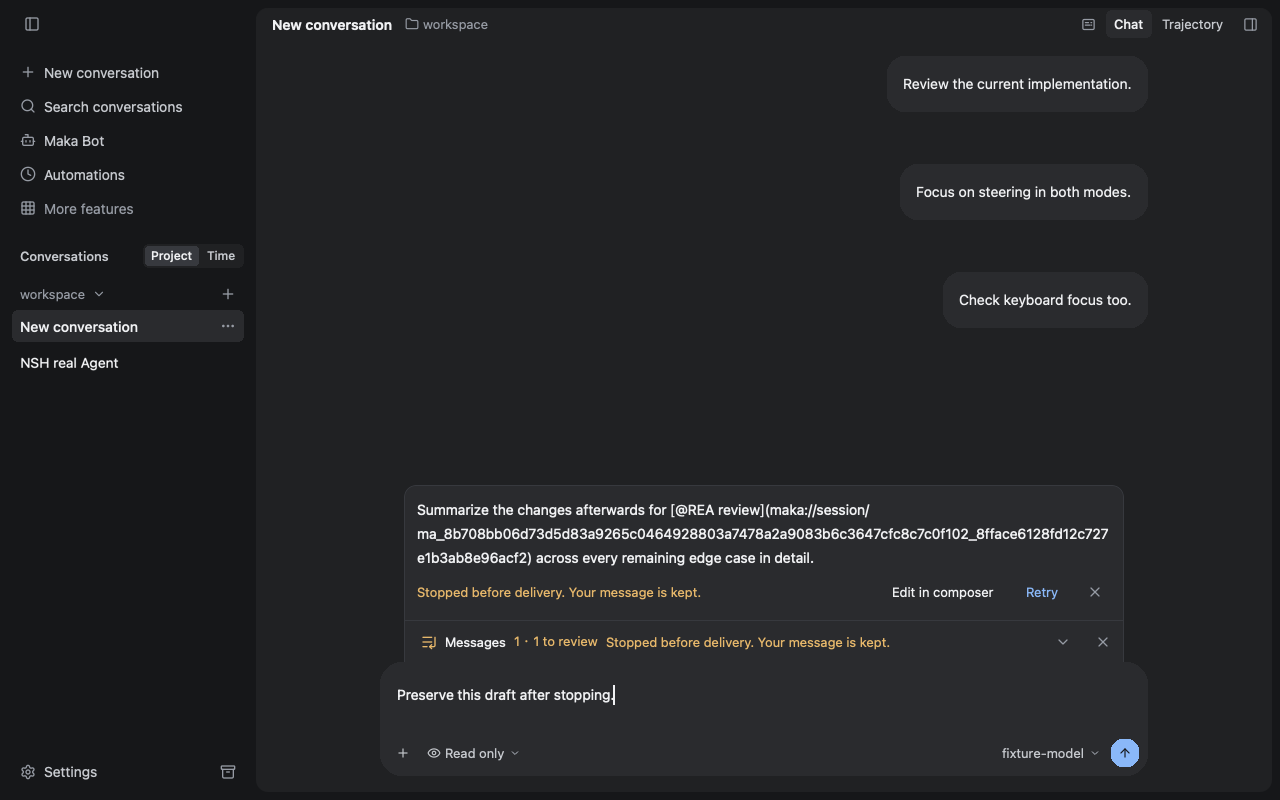 New conversation
workspace
Chat
Trajectory
New conversation
Search conversations
Maka Bot
Automations
More features
Conversations
Project
Time
workspace
New conversation
NSH real Agent
Settings
Review the current implementation.
Focus on steering in both modes.
Check keyboard focus too.
Summarize the changes afterwards for [@REA review](maka://session/
ma_8b708bb06d73d5d83a9265c0464928803a7478a2a9083b6c3647cfc8c7c0f102_8fface6128fd12c727
e1b3ab8e96acf2) across every remaining edge case in detail.
Stopped before delivery. Your message is kept.
Edit in composer
Retry
Messages 1 · 1 to review Stopped before delivery. Your message is kept.
Preserve this draft after stopping.
Read only
fixture-model